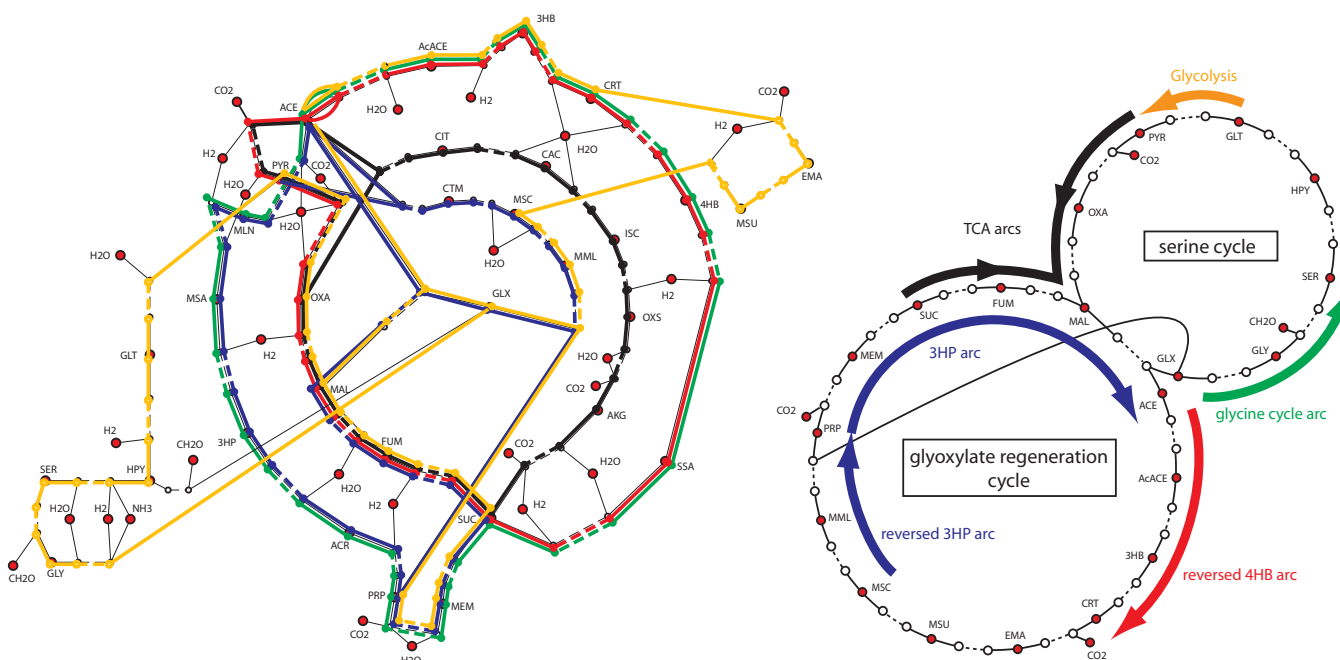 3HB
AcACE
CO2
ACE
H2O
H2
CRT
CO2
H2
H2O
CIT
CAC
H2
PYR
CO2
H2O
CTM
MSC
4HB
EMA
MSU
MLN
H2O
ISC
H2O
MML
H2O
MSA
OXA
GLX
H2
OXS
H2
GLT
H2O
CO2
MAL
AKG
H2
CH2O
3HP
FUM
CO2
H2O
SSA
SER
HPY
H2O
H2O
H2
NH3
H2
SUC
H2
ACR
CH2O
GLY
PRP
MEM
CO2
H2O
Glycolysis
PYR
GLT
CO2
HPY
OXA
TCA arcs
serine cycle
SER
FUM
SUC
MAL
CH2O
GLY
3HP arc
MEM
GLX
ACE
glycine cycle arc
CO2
PRP
glyoxylate regeneration
cycle
AcACE
MML
reversed 3HP arc
3HB
reversed 4HB arc
MSC
CRT
MSU
EMA
CO2